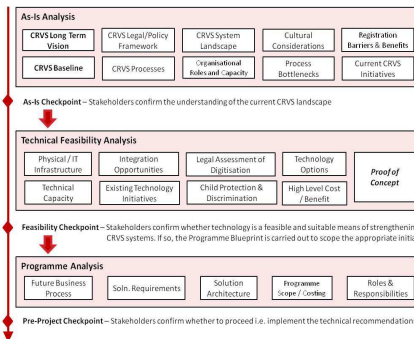 As-Is Analysis
CRVS Long Term
Vision
CRVS Legal/Policy
Framework
CRVS System
Landscape
Cultural
Considerations
Registration
Barriers & Benefits
CRVS Baseline
CRVS Processes
Organisational
Roles and Capacity
Process
Bottlenecks
Current CRVS
Initiatives
As-Is Checkpoint – Stakeholders confirm the understanding of the current CRVS landscape
Technical Feasibility Analysis
Physical / IT
Infrastructure
Integration
Opportunities
Legal Assessment of
Digitisation
Technology
Options
Proof of
Concept
Technical
Capacity
Existing Technology
Initiatives
Child Protection &
Discrimination
High Level Cost
/ Benefit
Feasibility Checkpoint – Stakeholders confirm whether technology is a feasible and suitable means of
CRVS systems. If so, the Programme Blueprint is carried out to scope the appropriate
Programme Analysis
Future Business
Process
Soln. Requirements
Solution
Architecture
Programme
Scope / Costing
Roles &
Responsibilities
Pre-Project Checkpoint – Stakeholders confirm whether to proceed i.e. implement the technical